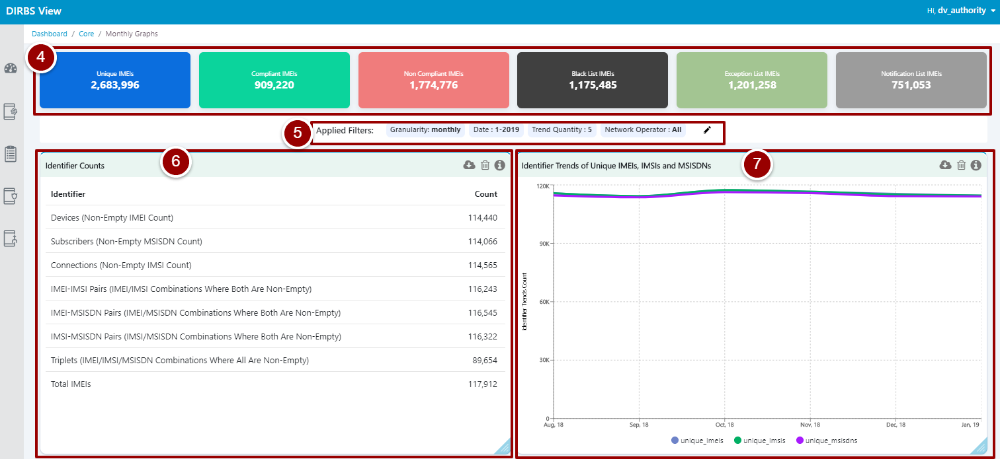 DIRBS View
Hi, dv_authority
Dashboard / Core / Monthly Graphs
4
Unique IMEIs
2,683,996
Compliant IMEIs
909,220
Non Compliant IMEIs
1,774,776
Black List IMEIs
1,175,485
Exception List IMEIs
1,201,258
Notification List IMEIs
751,053
5
Applied Filters: Granularity: monthly Date : 1-2019 Trend Quantity : 5 Network Operator : All
6
Identifier Counts
Identifier Count
Devices (Non-Empty IMEI Count) 114,440
Subscribers (Non-Empty MSISDN Count) 114,066
Connections (Non-Empty IMSI Count) 114,565
IMEI-IMSI Pairs (IMEI/IMSI Combinations Where Both Are Non-Empty) 116,243
IMEI-MSISDN Pairs (IMEI/MSISDN Combinations Where Both Are Non-Empty) 116,545
IMSI-MSISDN Pairs (IMSI/MSISDN Combinations Where Both Are Non-Empty) 116,322
Triplets (IMEI/IMSI/MSISDN Combinations Where All Are Non-Empty) 89,654
Total IMEIs 117,912
7
Identifier Trends of Unique IMEIs, IMSIs and MSISDNs
120K
90K
60K
30K
0
Identifier Trends Count
Aug, 18 Sep, 18 Oct, 18 Nov, 18 Dec, 18 Jan, 19
unique_imeis unique_imsis unique_msisdns